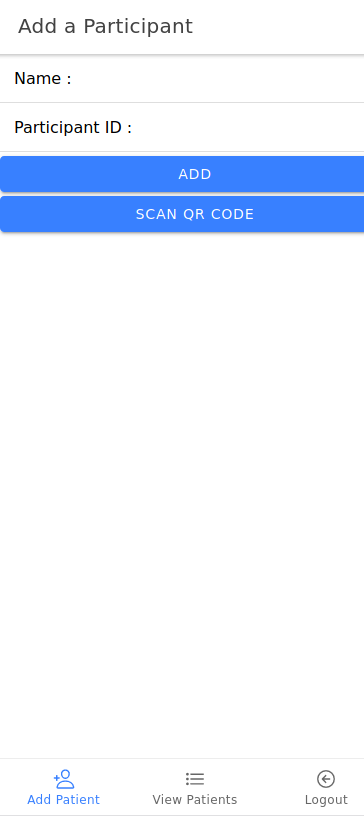 Add a Participant
Name :
Participant ID :
ADD
SCAN QR CODE
Add Patient
View Patients
Logout